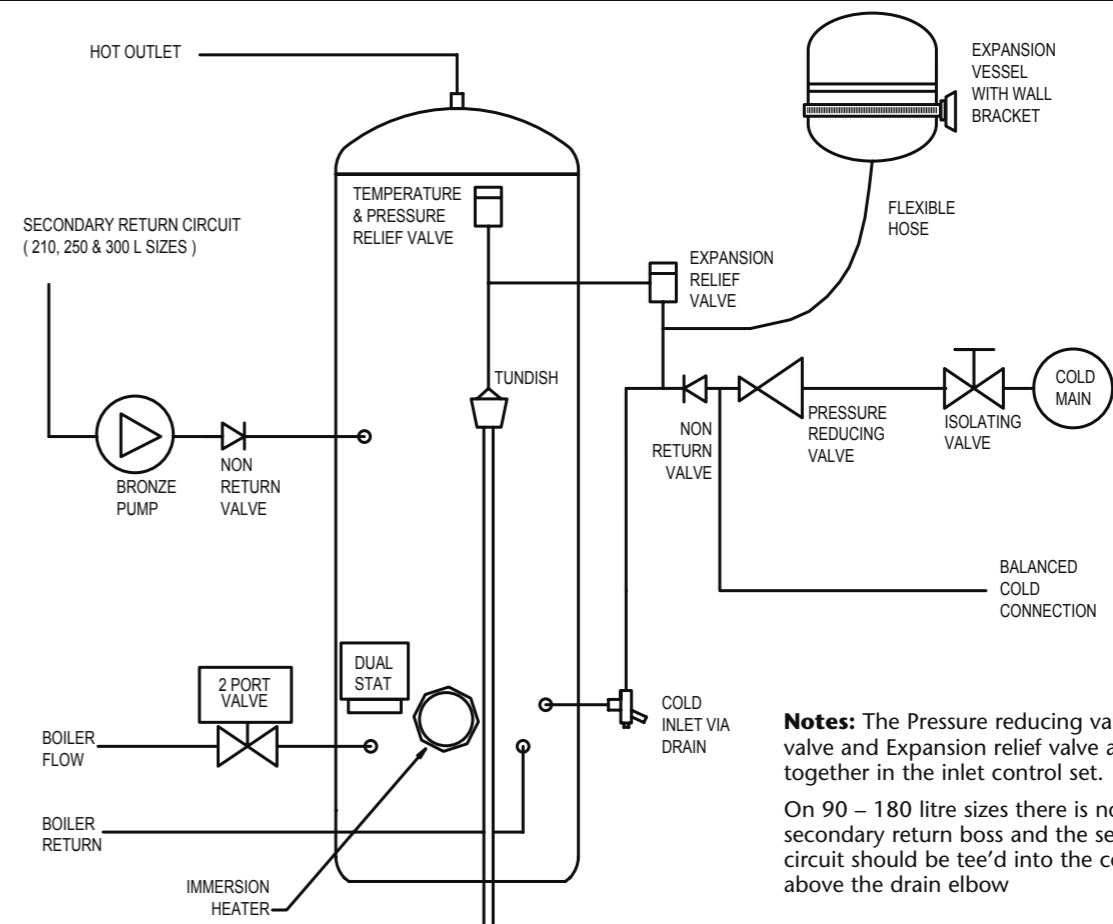 HOT OUTLET
EXPANSION
VESSEL
WITH WALL
BRACKET
TEMPERATURE
& PRESSURE
RELIEF VALVE
SECONDARY RETURN CIRCUIT
( 210, 250 & 300 L SIZES )
FLEXIBLE
HOSE
EXPANSION
RELIEF
VALVE
TUNDISH
COLD
MAIN
PRESSURE
REDUCING
VALVE
ISOLATING
VALVE
NON
RETURN
VALVE
BRONZE
PUMP
NON
RETURN
VALVE
BALANCED
COLD
CONNECTION
DUAL
STAT
2 PORT
VALVE
COLD
INLET VIA
DRAIN
BOILER
FLOW
BOILER
RETURN
IMMERSION
HEATER
Notes: The Pressure reducing
valve and Expansion relief valve
together in the inlet control set.
On 90 – 180 litre sizes there is
secondary return boss and the
circuit should be tee'd into the
above the drain elbow